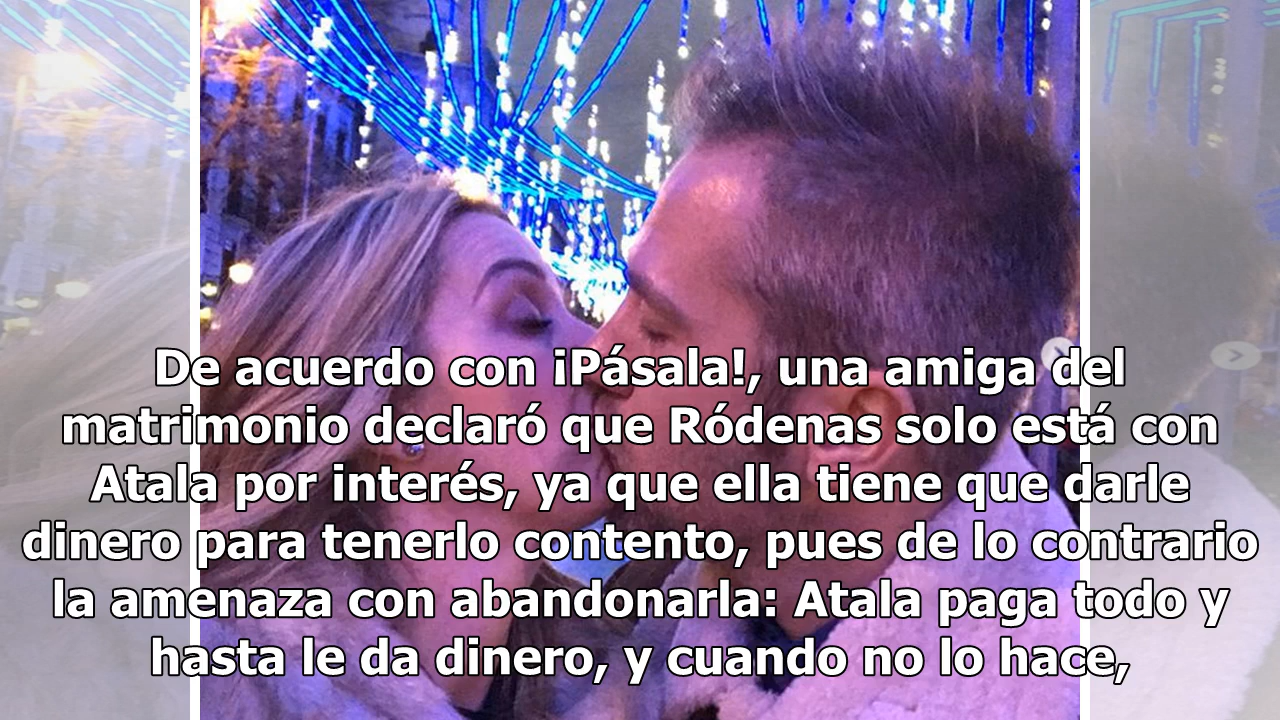 De acuerdo con ¡Pásala!, una amiga del
matrimonio declaró que Ródenas solo está con
Atala por interés, ya que ella tiene que darle
dinero para tenerlo contento, pues de lo contrario
la amenaza con abandonarla: Atala paga todo y
hasta le da dinero, y cuando no lo hace,